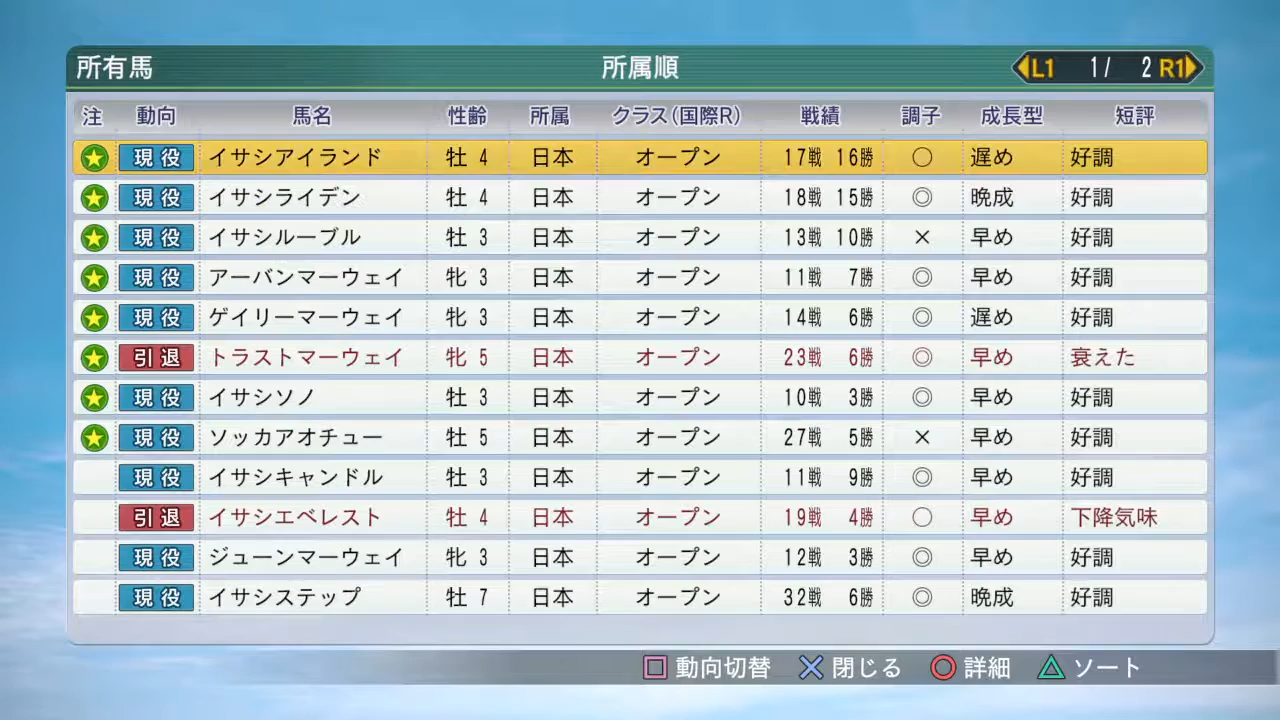 所有馬 所属順 L1 1/ 2 R1
注 動向 馬名 性齢 所属 クラス(国際R) 戦績 調子 成長型 短評
現役 イサシアイランド 牡 4 日本 オープン 17戦 16勝 ○ 遅め 好調
現役 イサシライデン 牡 4 日本 オープン 18戦 15勝 ◎ 晩成 好調
現役 イサシルーブル 牡 3 日本 オープン 13戦 10勝 × 早め 好調
現役 アーバンマーウェイ 牝 3 日本 オープン 11戦 7勝 ◎ 早め 好調
現役 ゲイリーマーウェイ 牝 3 日本 オープン 14戦 6勝 ◎ 遅め 好調
引退 トラストマーウェイ 牝 5 日本 オープン 23戦 6勝 ◎ 早め 衰えた
現役 イサシソノ 牡 3 日本 オープン 10戦 3勝 ◎ 早め 好調
現役 ソッカアオチュー 牡 5 日本 オープン 27戦 5勝 × 早め 好調
現役 イサシキャンドル 牡 3 日本 オープン 11戦 9勝 ◎ 早め 好調
引退 イサシエベレスト 牡 4 日本 オープン 19戦 4勝 ○ 早め 下降気味
現役 ジューンマーウェイ 牝 3 日本 オープン 12戦 3勝 ◎ 早め 好調
現役 イサシステップ 牡 7 日本 オープン 32戦 6勝 ◎ 晩成 好調
動向切替 閉じる 詳細 ソート